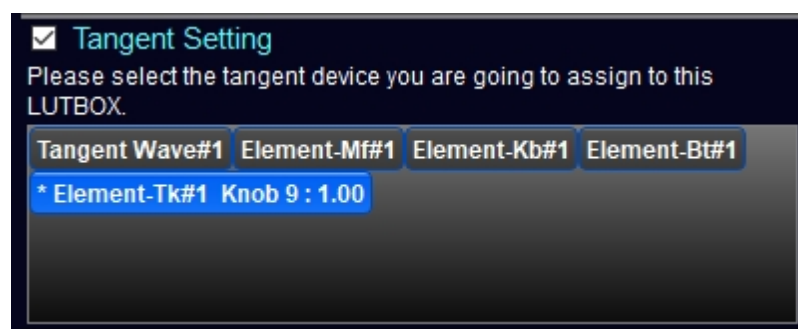 Tangent Setting
Please select the tangent device you are going to assign to this
LUTBOX.
Tangent Wave#1 Element-Mf#1 Element-Kb#1 Element-Bt#1
* Element-Tk#1 Knob 9 : 1.00